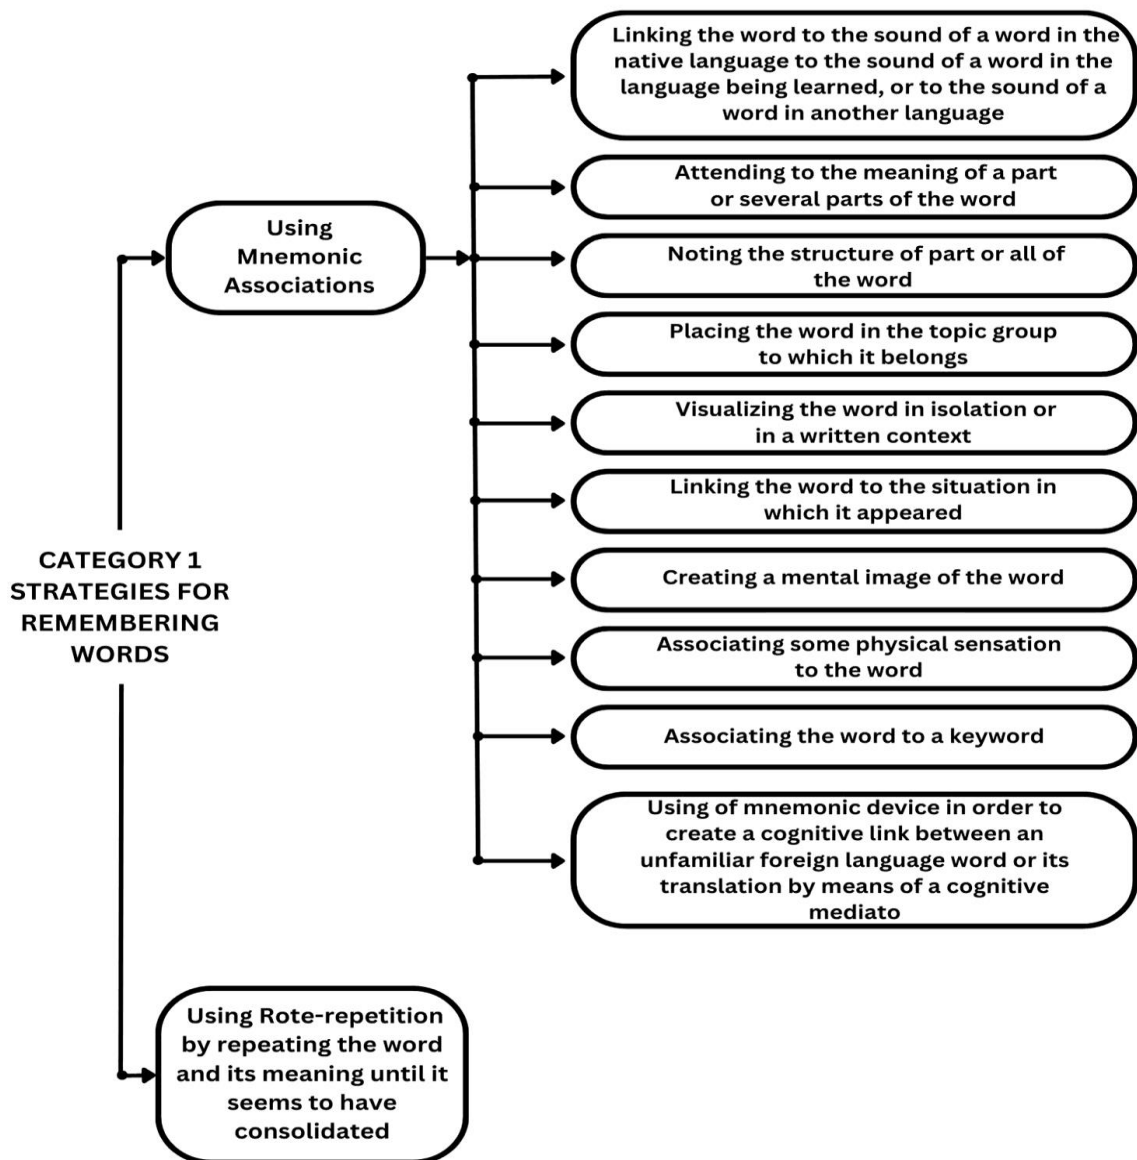 CATEGORY 1
STRATEGIES FOR
REMEMBERING
WORDS
Using
Mnemonic
Associations
Linking the word to the sound of a word in the
native language to the sound of a word in the
language being learned, or to the sound of a
word in another language
Attending to the meaning of a part
or several parts of the word
Noting the structure of part or all of
the word
Placing the word in the topic group
to which it belongs
Visualizing the word in isolation or
in a written context
Linking the word to the situation in
which it appeared
Creating a mental image of the word
Associating some physical sensation
to the word
Associating the word to a keyword
Using of mnemonic device in order to
create a cognitive link between an
unfamiliar foreign language word or its
translation by means of a cognitive
mediato
Using Rote-repetition
by repeating the word
and its meaning until it
seems to have
consolidated